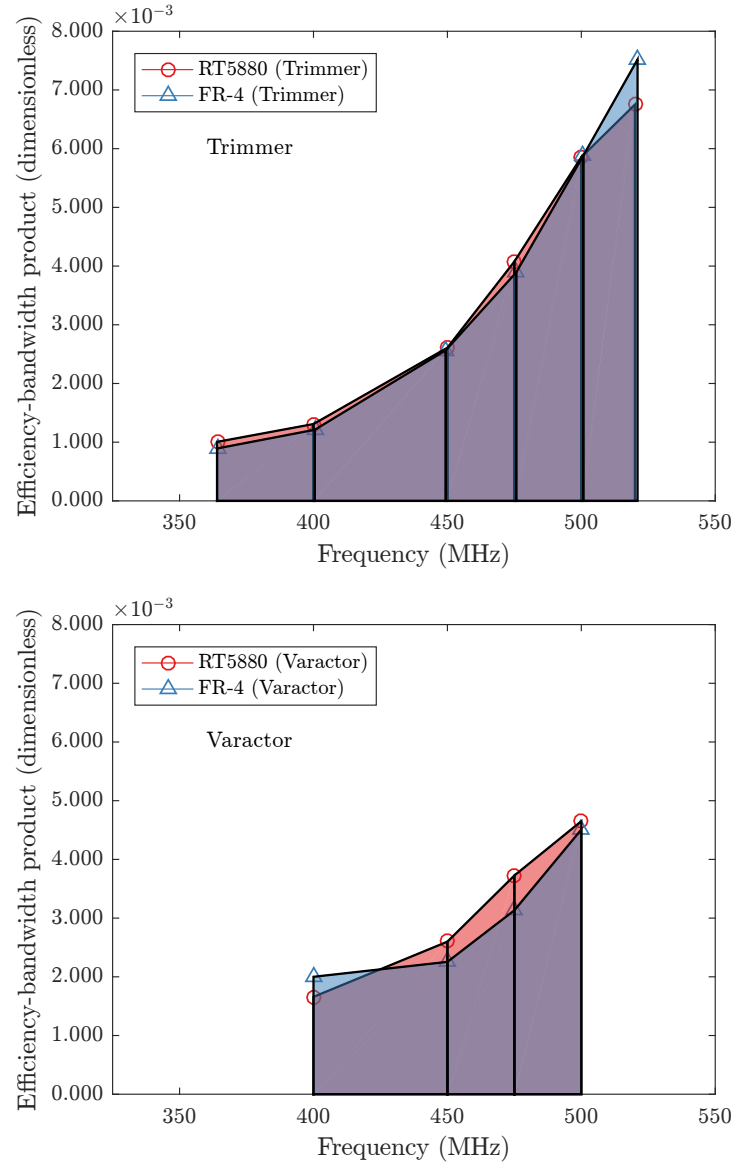 ×10⁻³
8.000
7.000
6.000
5.000
4.000
3.000
2.000
1.000
0.000
Efficiency-bandwidth product (dimensionless)
RT5880 (Trimmer)
FR-4 (Trimmer)
Trimmer
350 400 450 500 550
Frequency (MHz)
×10⁻³
8.000
7.000
6.000
5.000
4.000
3.000
2.000
1.000
0.000
Efficiency-bandwidth product (dimensionless)
RT5880 (Varactor)
FR-4 (Varactor)
Varactor
350 400 450 500 550
Frequency (MHz)